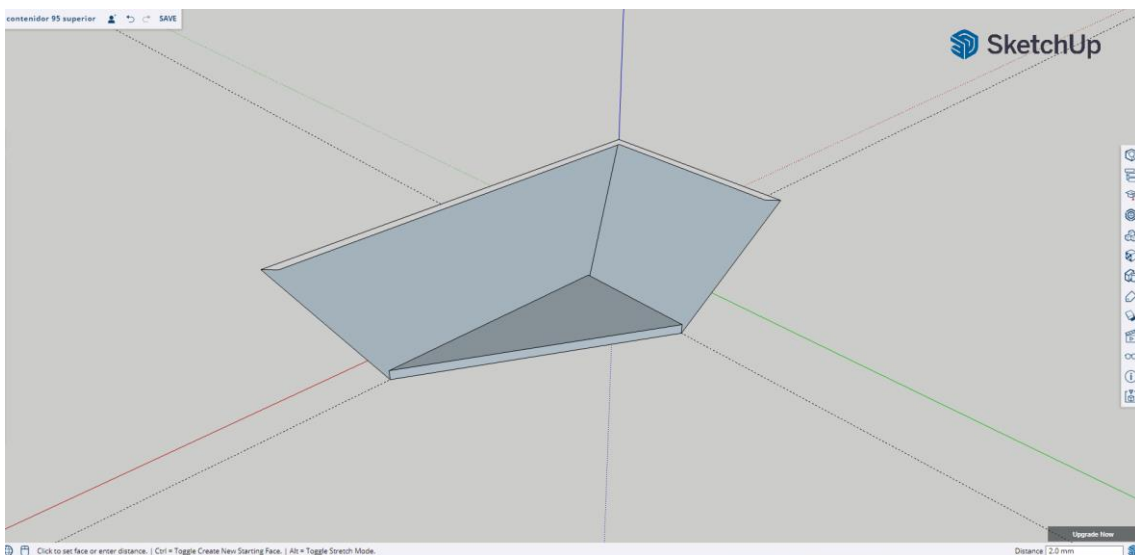 contenidor 95 superior SAVE
SketchUp
Upgrade Now
Click to set face or enter distance. | Ctrl = Toggle Create New Starting Face. | Alt = Toggle Stretch Mode.
Distance 2.0 mm